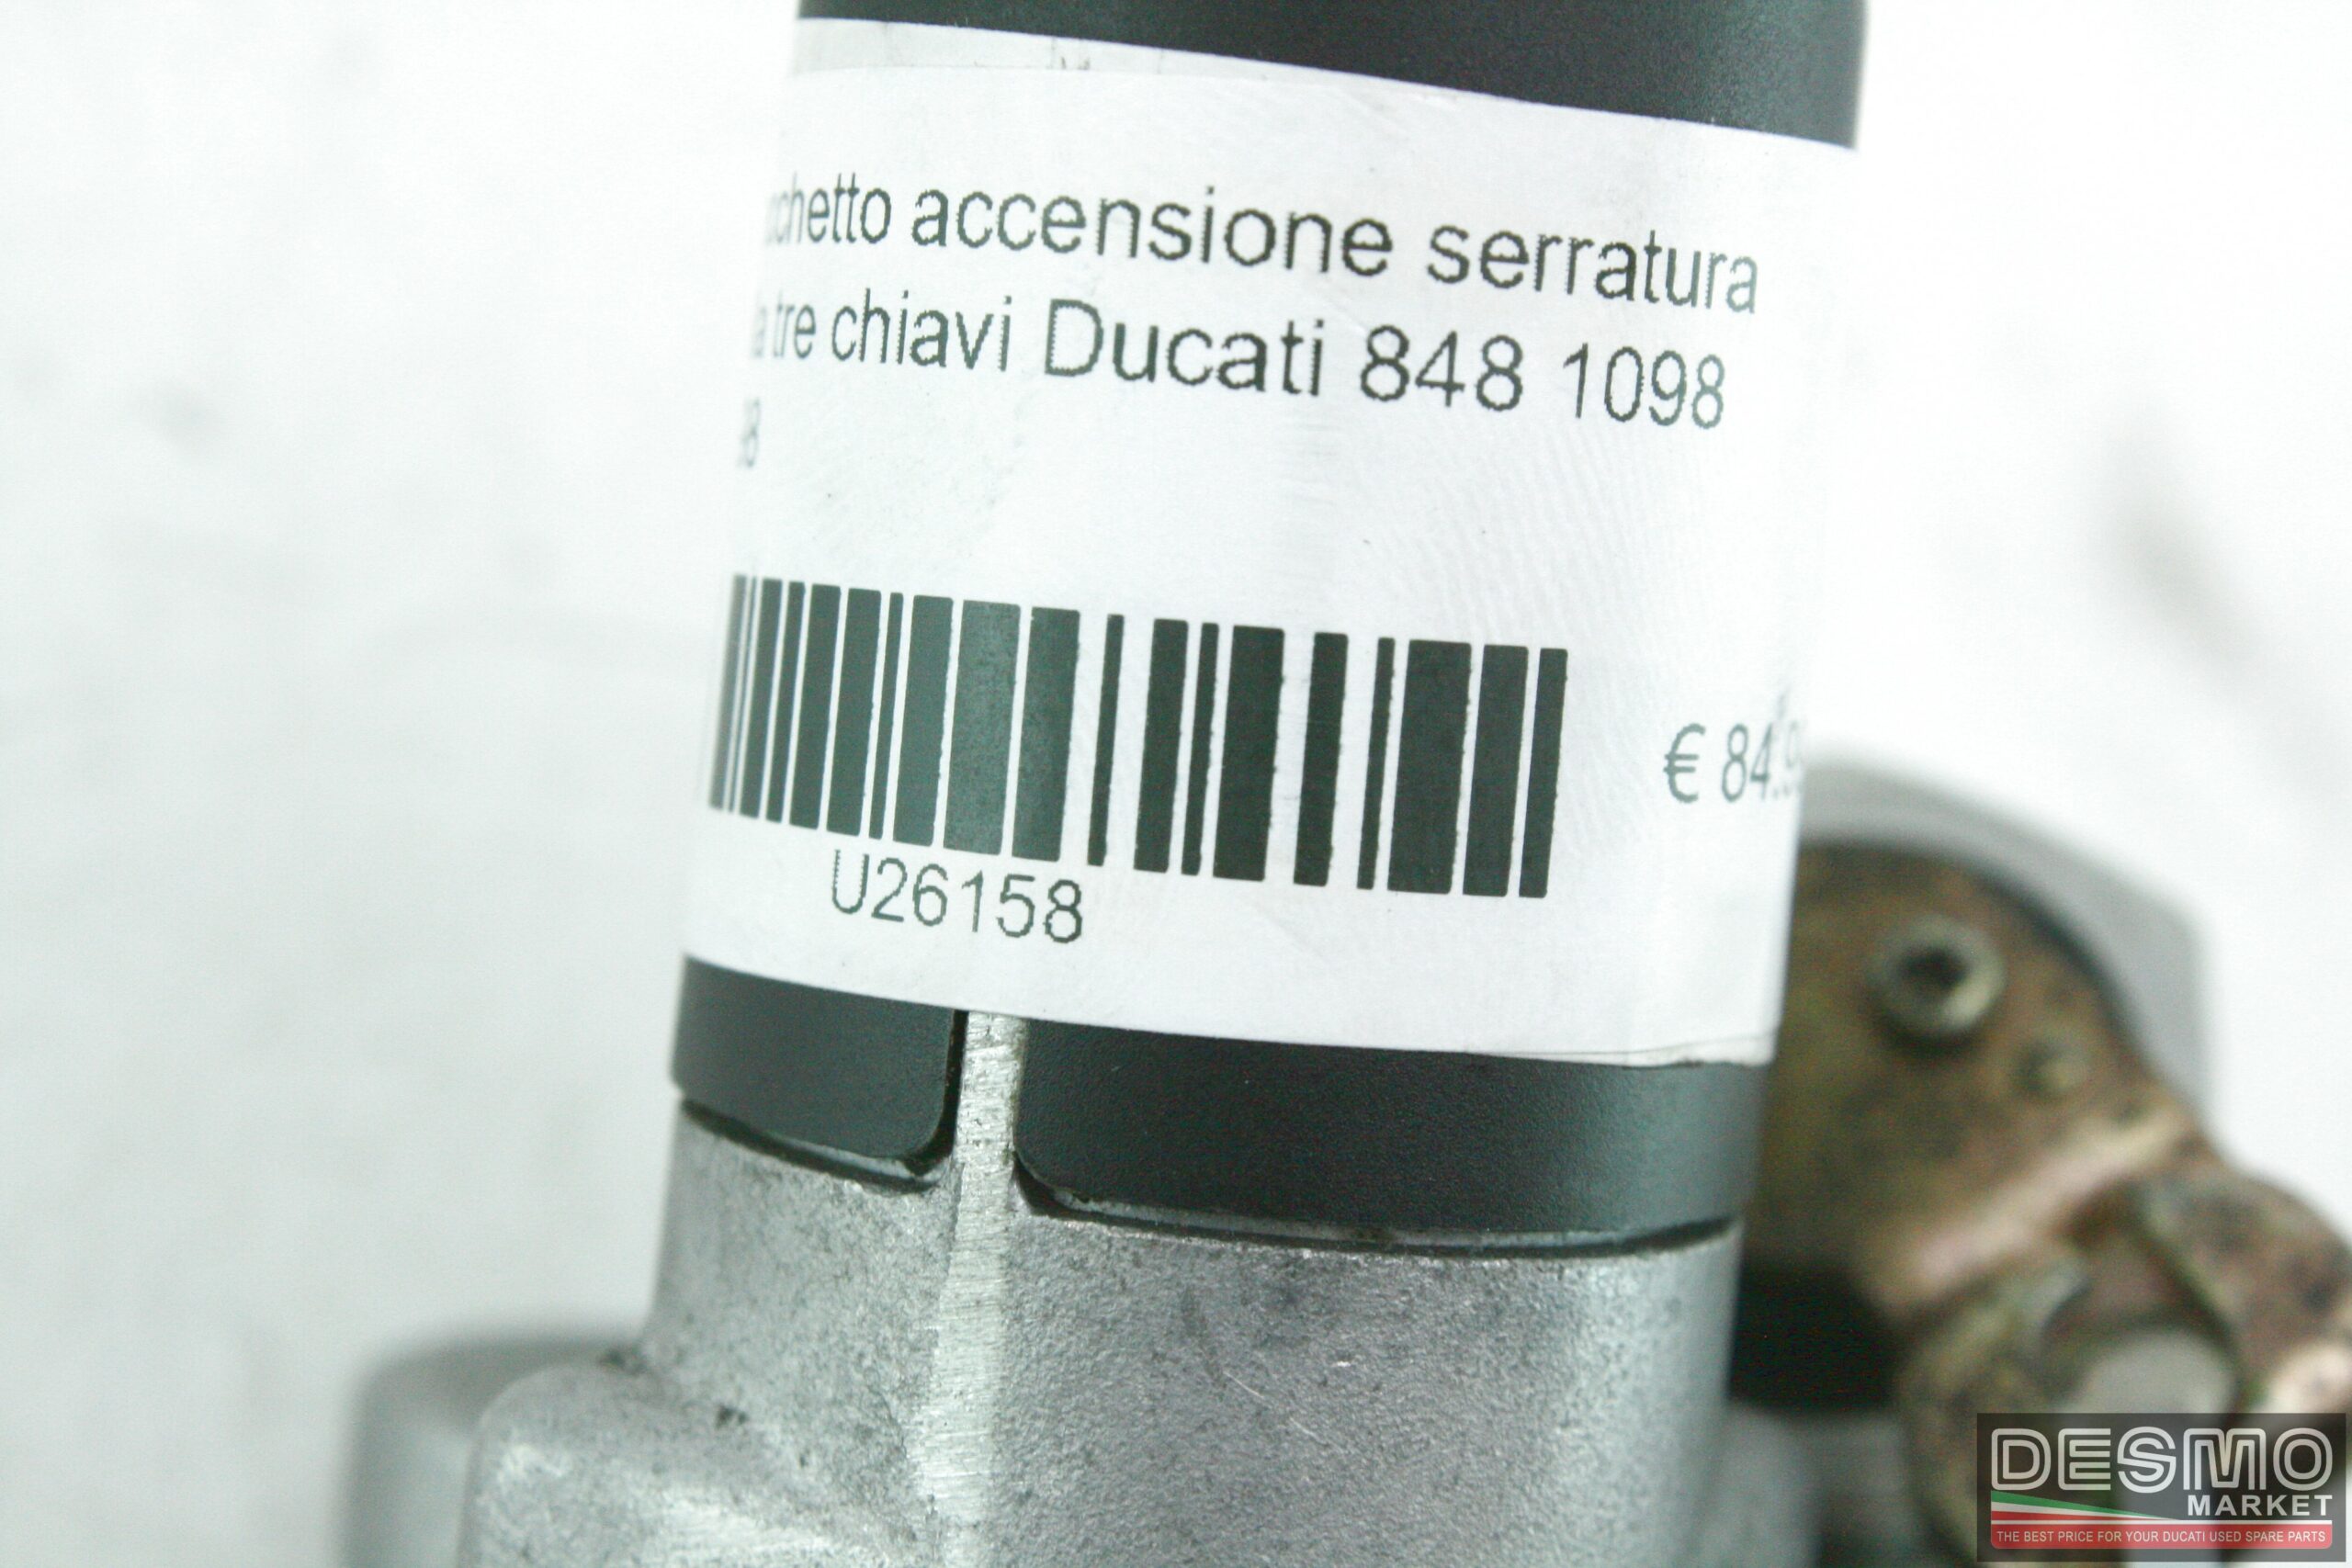 accensione serratura
tre chiavi Ducati 848 1098
U26158
€ 84.9
DESMO
MARKET
THE BEST PRICE FOR YOUR DUCATI USED SPARE PARTS